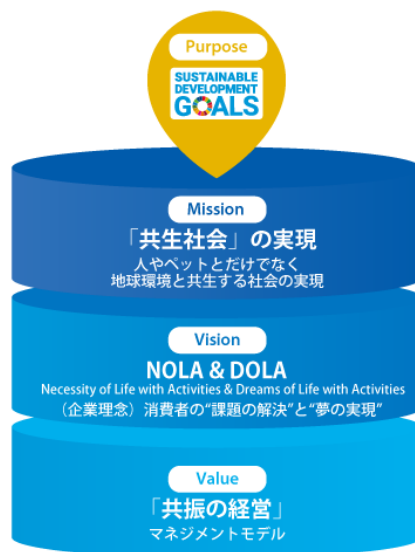 Purpose
SUSTAINABLE
DEVELOPMENT
GOALS
Mission
「共生社会」の実現
人やペットとだけでなく
地球環境と共生する社会の実現
Vision
NOLA & DOLA
Necessity of Life with Activities & Dreams of Life with Activities
（企業理念）消費者の“課題の解決”と“夢の実現”
Value
「共振の経営」
マネジメントモデル